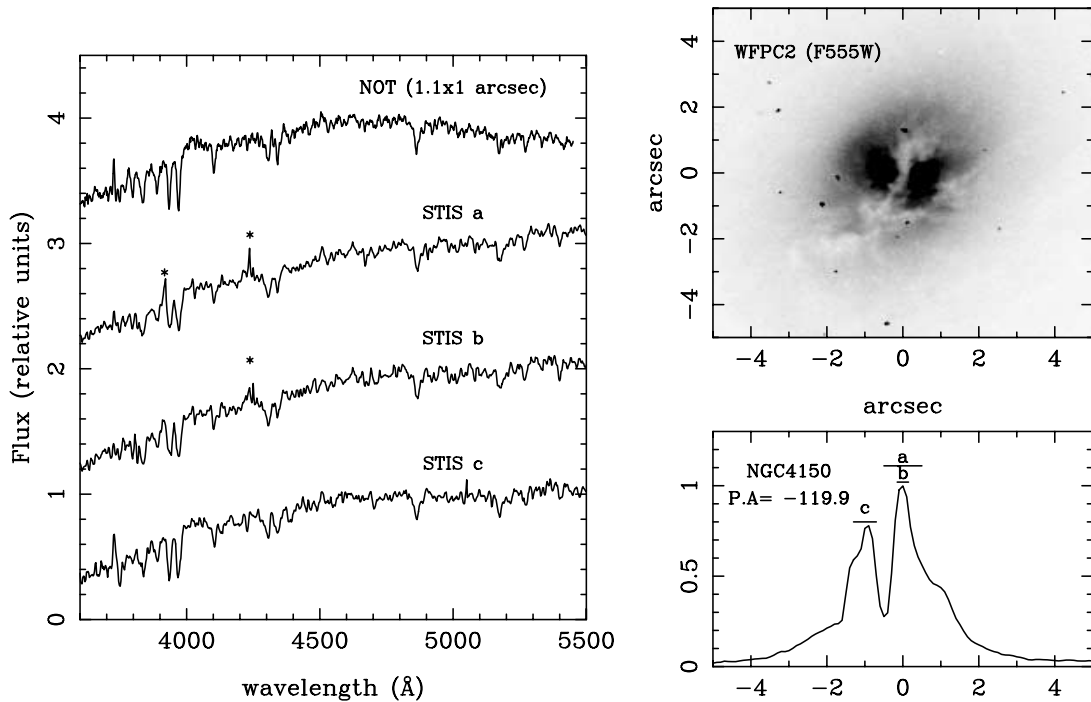 NOT (1.1x1 arcsec)
STIS a
*
*
STIS b
*
STIS c
4
3
2
1
0
4000 4500 5000 5500
Flux (relative units)
wavelength (Å)
WFPC2 (F555W)
4
2
0
−2
−4
−4 −2 0 2 4
arcsec
arcsec
NGC4150
P.A= −119.9
a
b
c
1
0.5
0
−4 −2 0 2 4